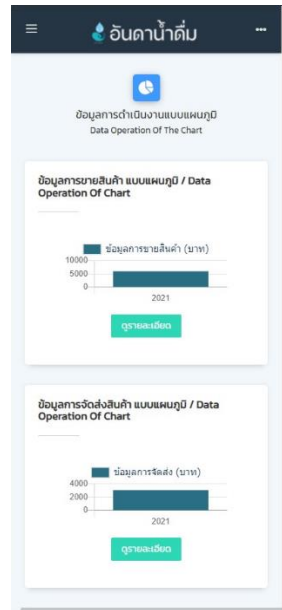 อันดาน้ำดื่ม
ข้อมูลการดำเนินงานแบบแผนภูมิ
Data Operation Of The Chart
ข้อมูลการขายสินค้า แบบแผนภูมิ / Data
Operation Of Chart
ข้อมูลการขายสินค้า (บาท)
10000
5000
0
2021
ดูรายละเอียด
ข้อมูลการจัดส่งสินค้า แบบแผนภูมิ / Data
Operation Of Chart
ข้อมูลการจัดส่ง (บาท)
4000
2000
0
2021
ดูรายละเอียด